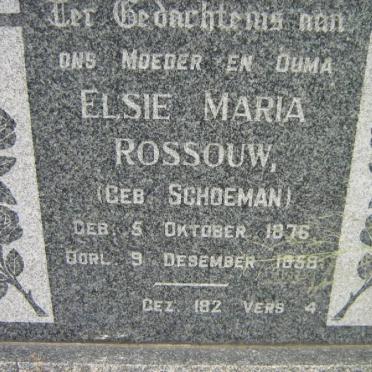 Ter Gedachtenis aan
ONS MOEDER EN OUMA
ELSIE MARIA
ROSSOUW,
(GEB SCHOEMAN)
GEB. 5 OKTOBER 1876
OORL. 9 DESEMBER 1959
GEZ. 182 VERS 4